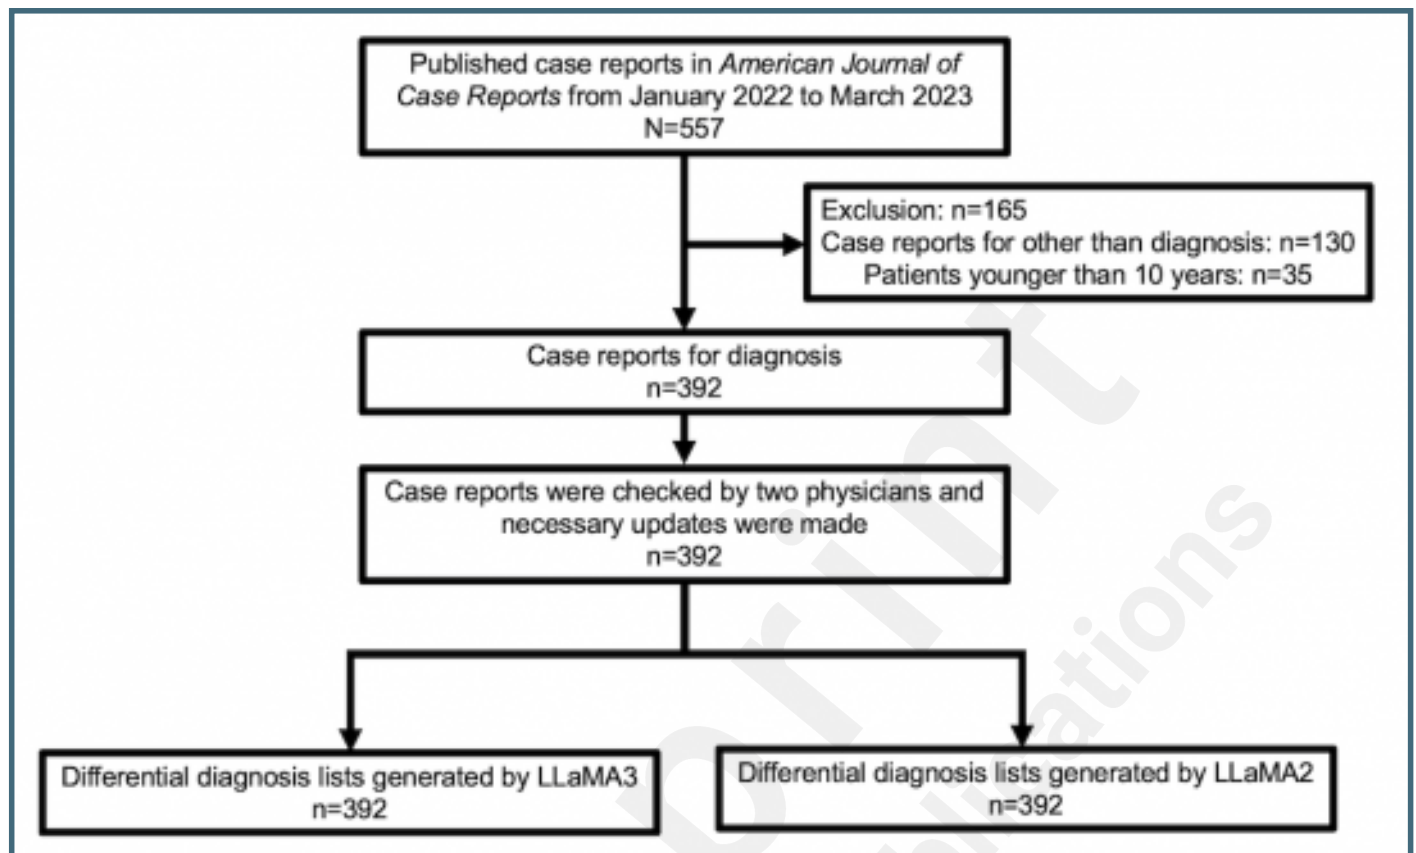 Published case reports in American Journal of
Case Reports from January 2022 to March 2023
N=557
Exclusion: n=165
Case reports for other than diagnosis: n=130
Patients younger than 10 years: n=35
Case reports for diagnosis
n=392
Case reports were checked by two physicians and
necessary updates were made
n=392
Differential diagnosis lists generated by LLaMA3
n=392
Differential diagnosis lists generated by LLaMA2
n=392
print